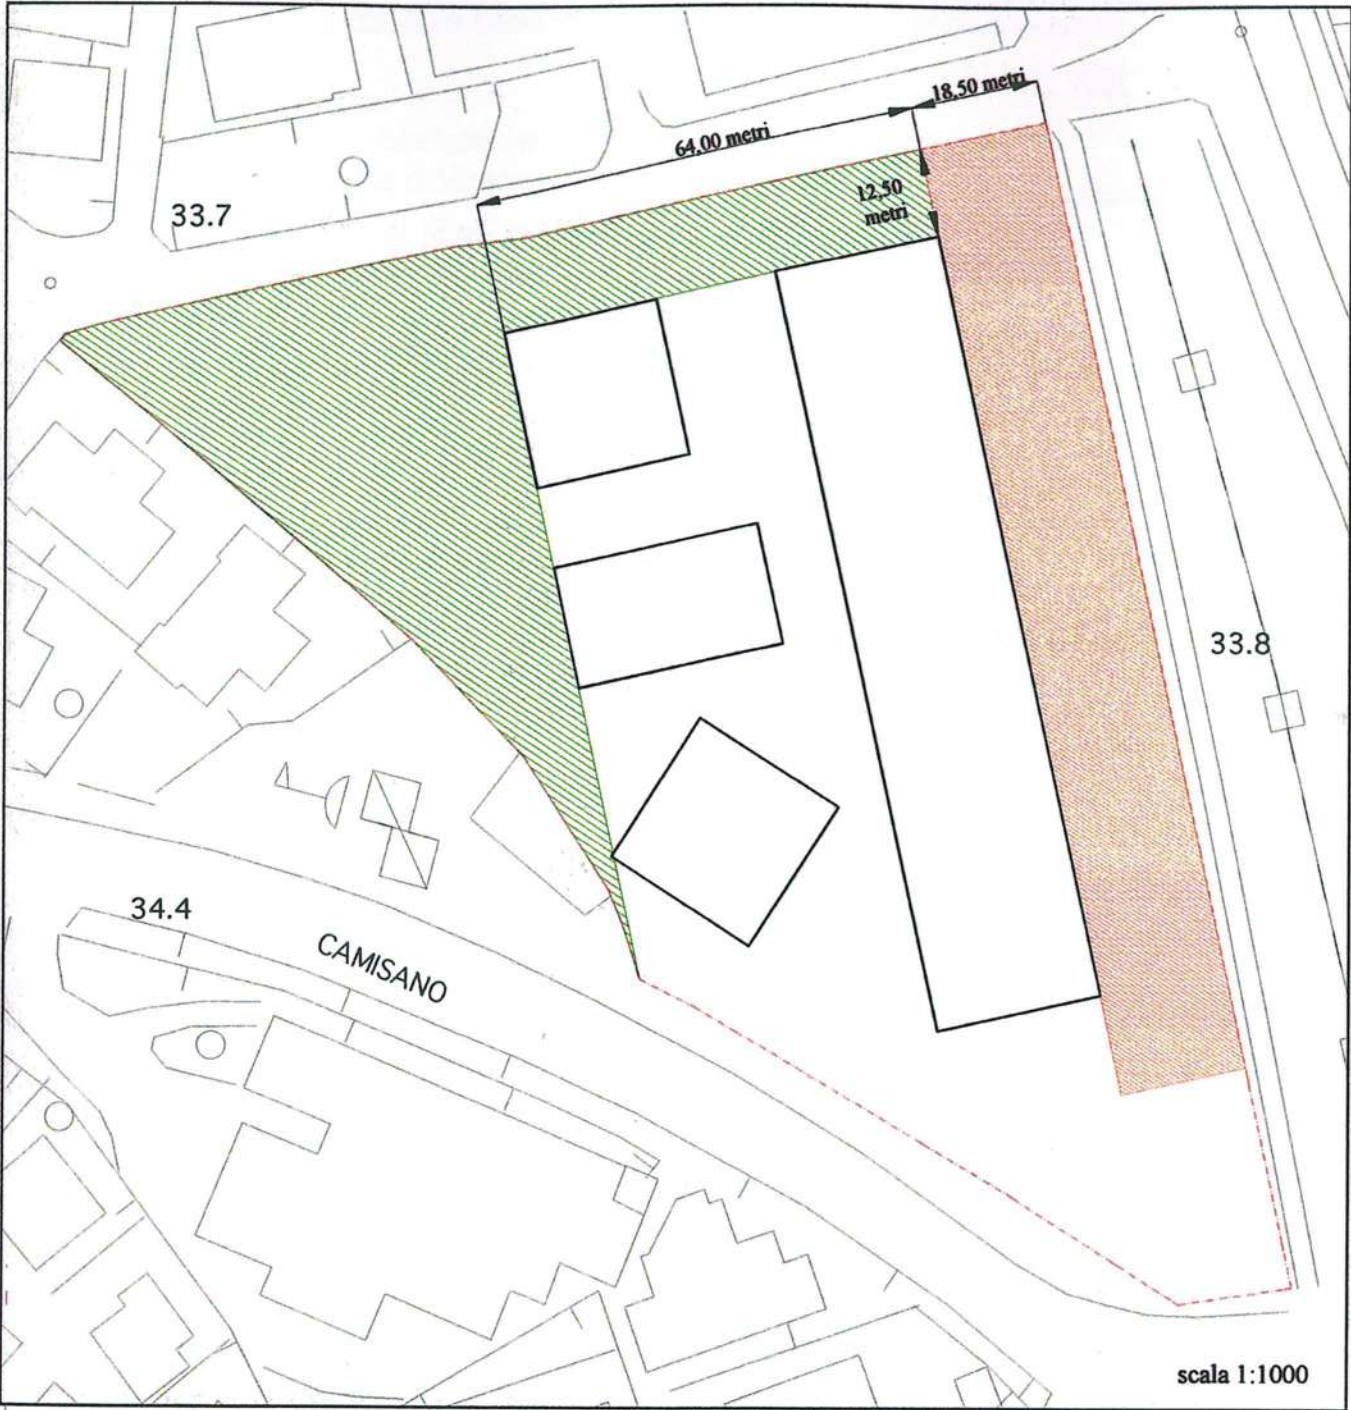 18,50 metri
64,00 metri
12,50
metri
33.7
33.8
34.4
CAMISANO
scala 1:1000